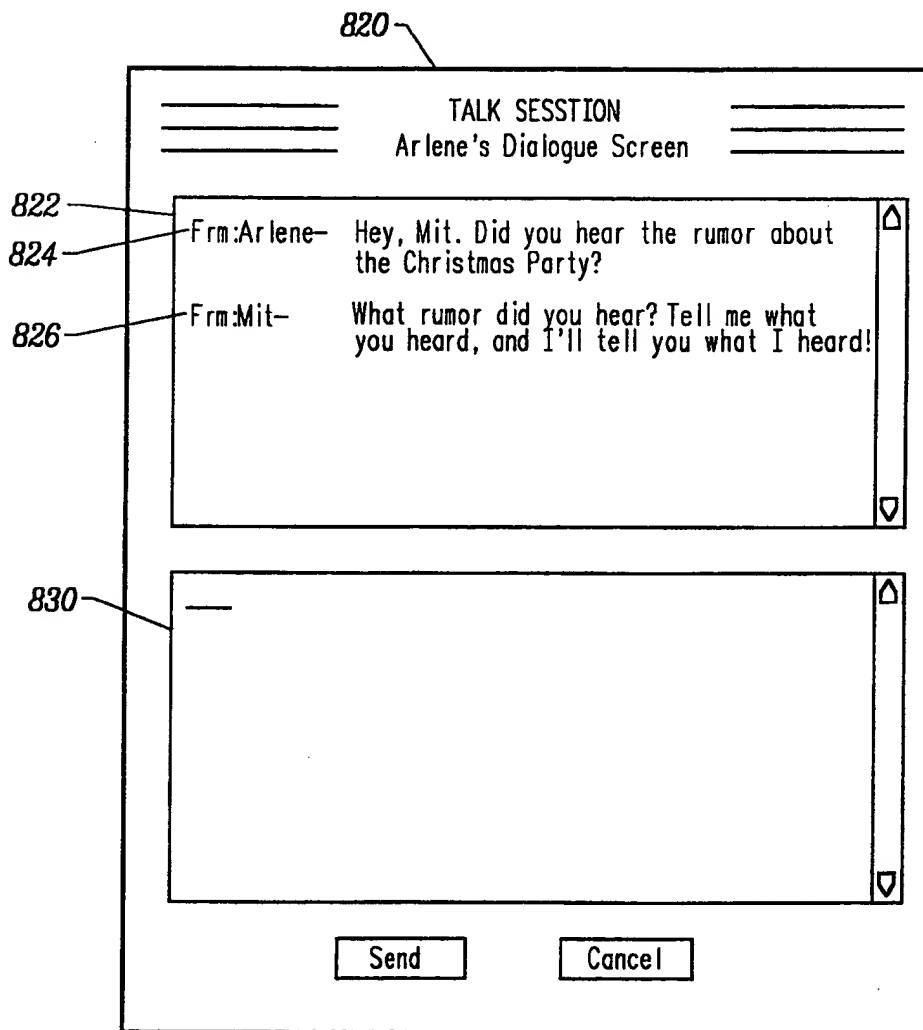 820
TALK SESSTION
Arlene's Dialogue Screen
822
824
Frm:Arlene- Hey, Mit. Did you hear the rumor about
the Christmas Party?
826
Frm:Mit- What rumor did you hear? Tell me what
you heard, and I'll tell you what I heard!
830
Send Cancel